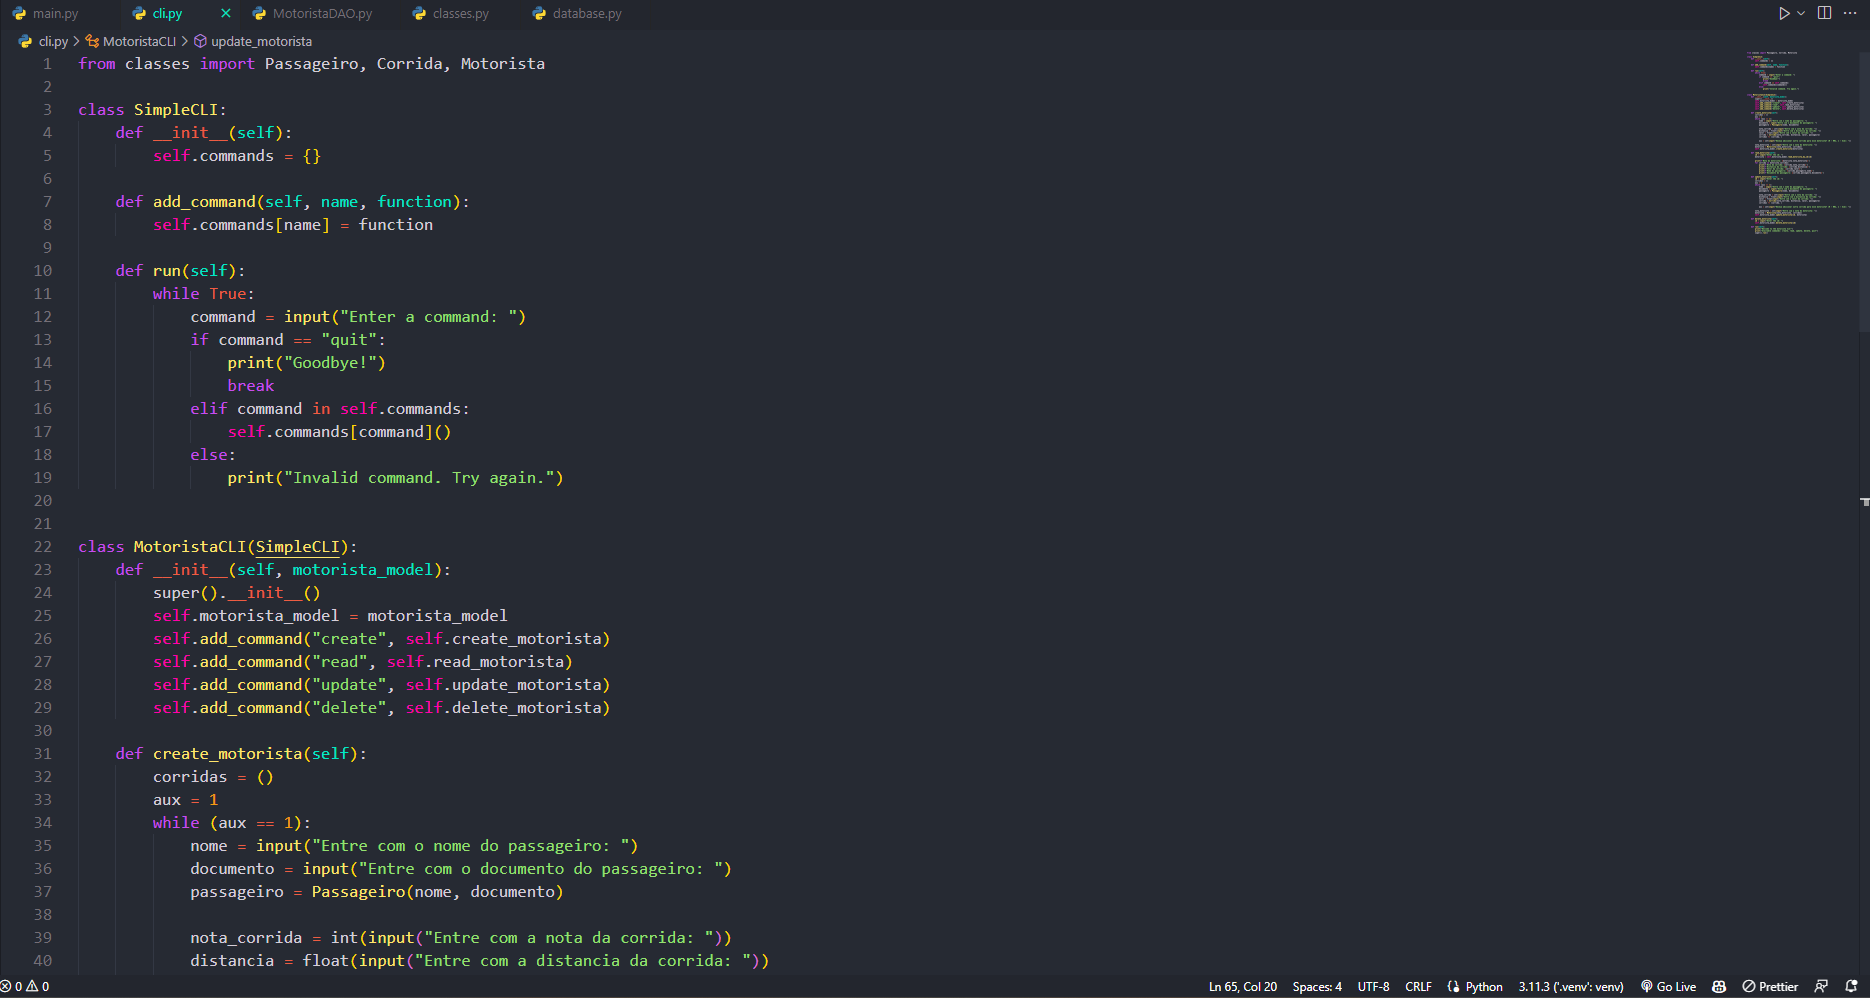 main.py cli.py MotoristaDAO.py classes.py database.py
cli.py > MotoristaCLI > update_motorista
1 from classes import Passageiro, Corrida, Motorista
2
3 class SimpleCLI:
4     def __init__(self):
5         self.commands = {}
6
7     def add_command(self, name, function):
8         self.commands[name] = function
9
10     def run(self):
11         while True:
12             command = input("Enter a command: ")
13             if command == "quit":
14                 print("Goodbye!")
15                 break
16             elif command in self.commands:
17                 self.commands[command]()
18             else:
19                 print("Invalid command. Try again.")
20
21
22 class MotoristaCLI(SimpleCLI):
23     def __init__(self, motorista_model):
24         super().__init__()
25         self.motorista_model = motorista_model
26         self.add_command("create", self.create_motorista)
27         self.add_command("read", self.read_motorista)
28         self.add_command("update", self.update_motorista)
29         self.add_command("delete", self.delete_motorista)
30
31     def create_motorista(self):
32         corridas = ()
33         aux = 1
34         while (aux == 1):
35             nome = input("Entre com o nome do passageiro: ")
36             documento = input("Entre com o documento do passageiro: ")
37             passageiro = Passageiro(nome, documento)
38
39             nota_corrida = int(input("Entre com a nota da corrida: "))
40             distancia = float(input("Entre com a distancia da corrida: "))
0 0 Ln 65, Col 20 Spaces: 4 UTF-8 CRLF Python 3.11.3 ('.venv': venv) Go Live Prettier